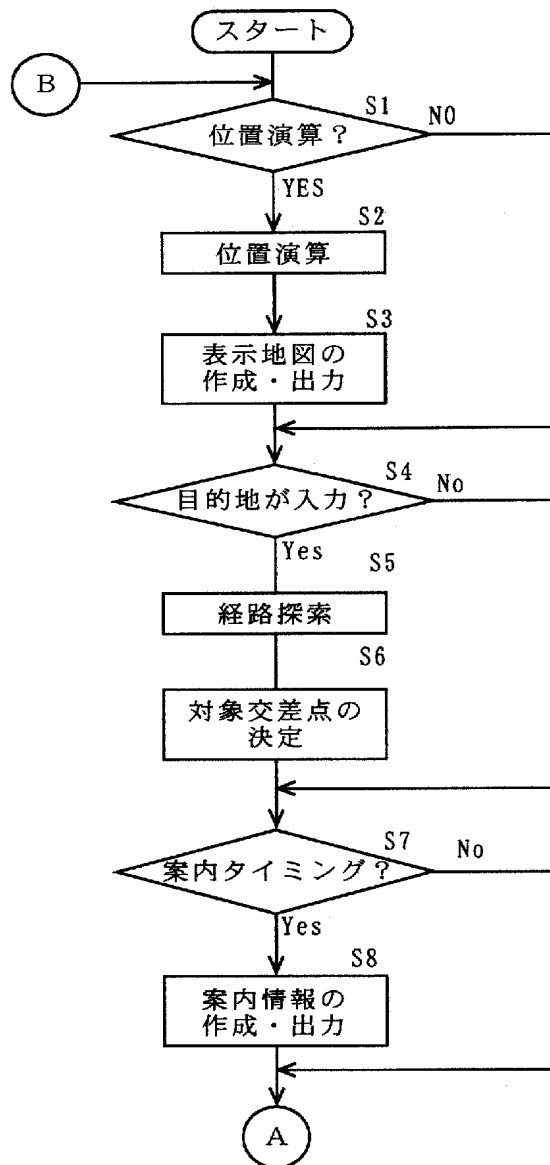 スタート
B
S1
位置演算？
NO
YES
S2
位置演算
S3
表示地図の
作成・出力
S4
目的地が入力？
No
Yes
S5
経路探索
S6
対象交差点の
決定
S7
案内タイミング？
No
Yes
S8
案内情報の
作成・出力
A